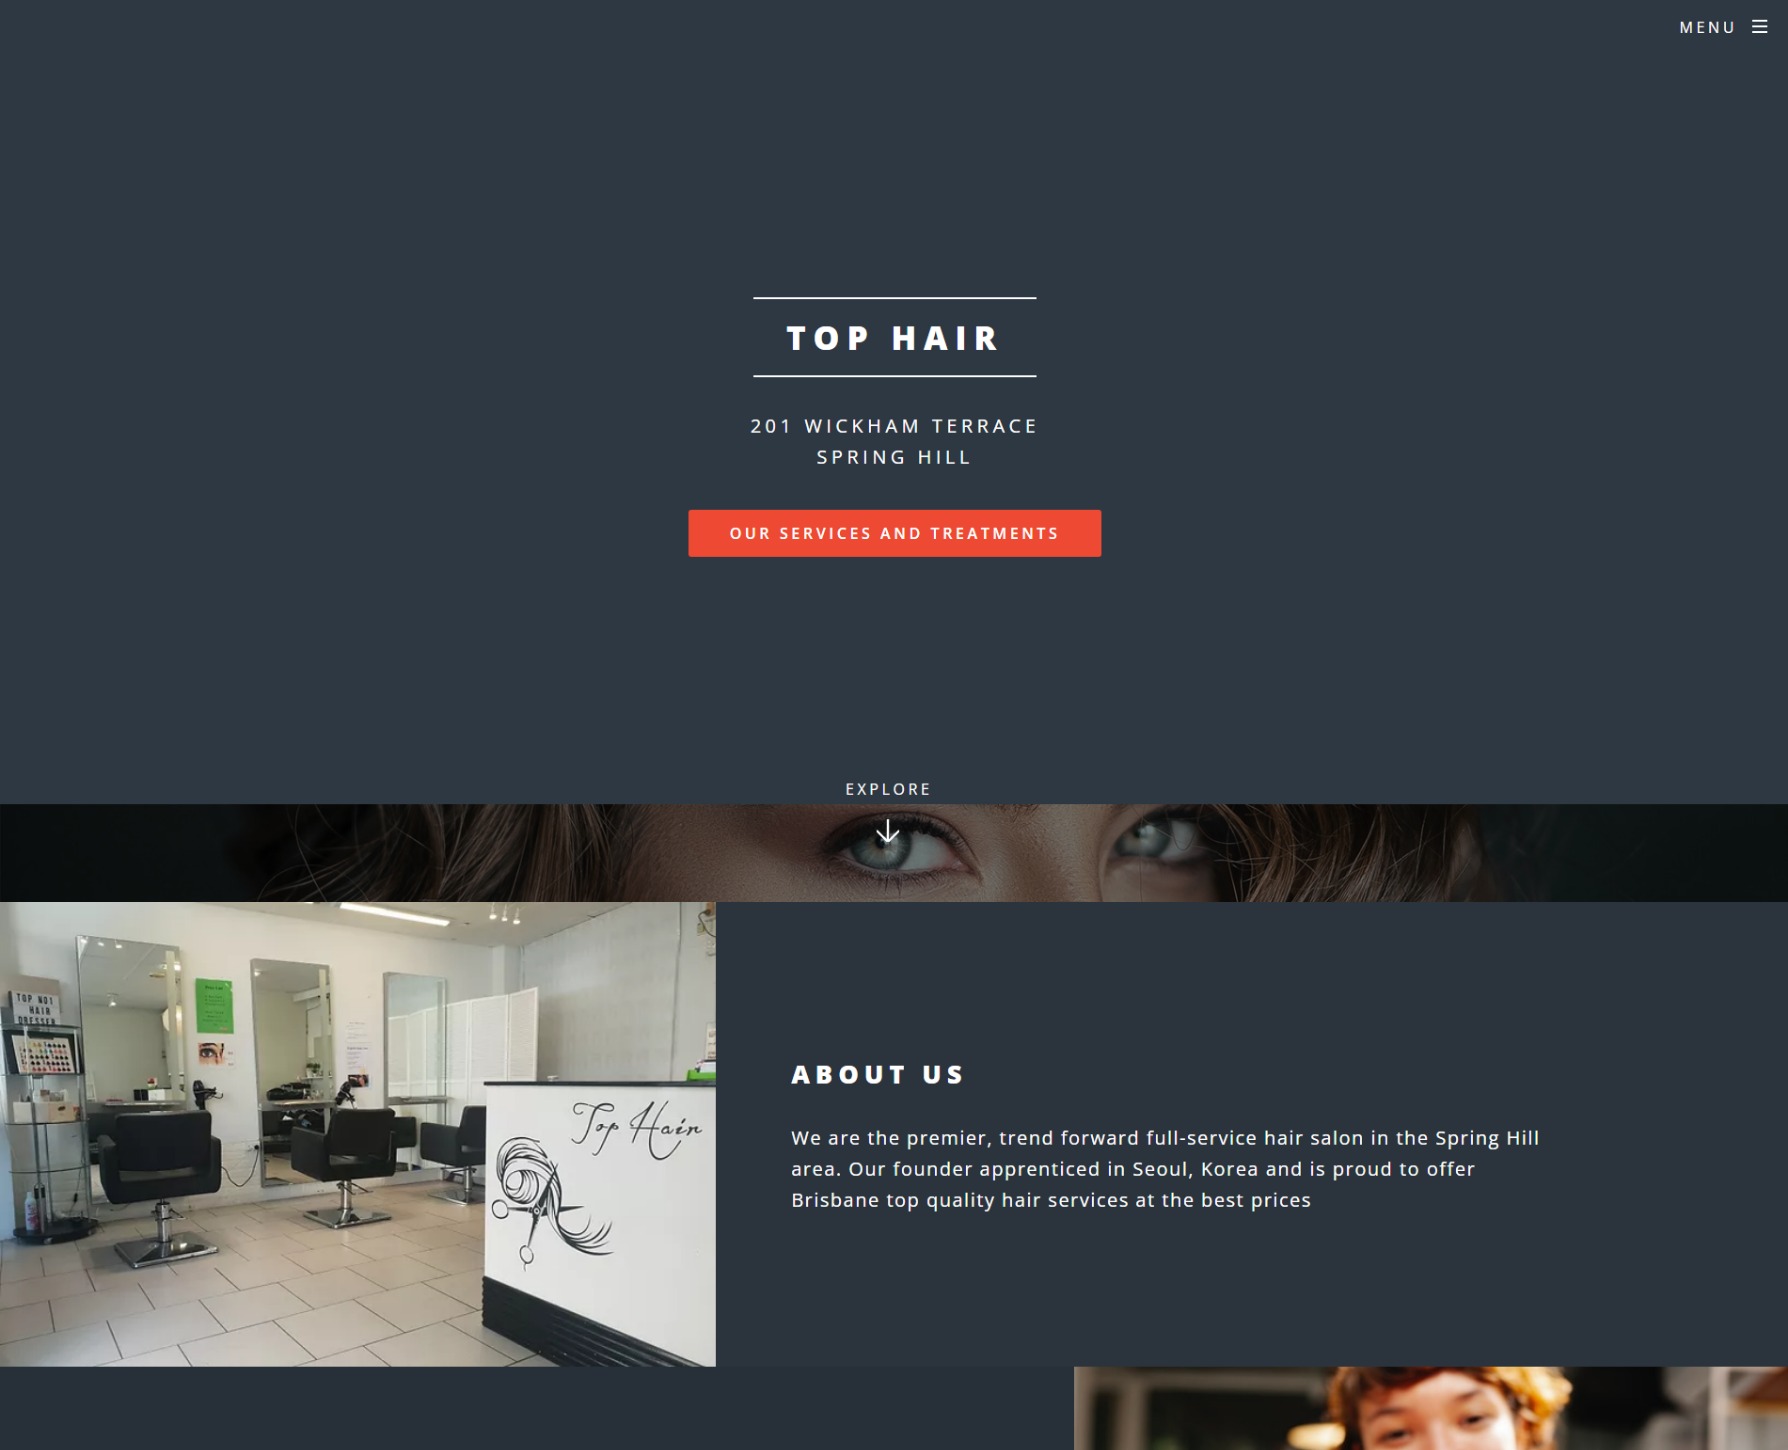 MENU
TOP HAIR
201 WICKHAM TERRACE
SPRING HILL
OUR SERVICES AND TREATMENTS
EXPLORE
TOP NO1
HAIR
DRESSER
Top Hair
ABOUT US
We are the premier, trend forward full-service hair salon in the Spring Hill
area. Our founder apprenticed in Seoul, Korea and is proud to offer
Brisbane top quality hair services at the best prices